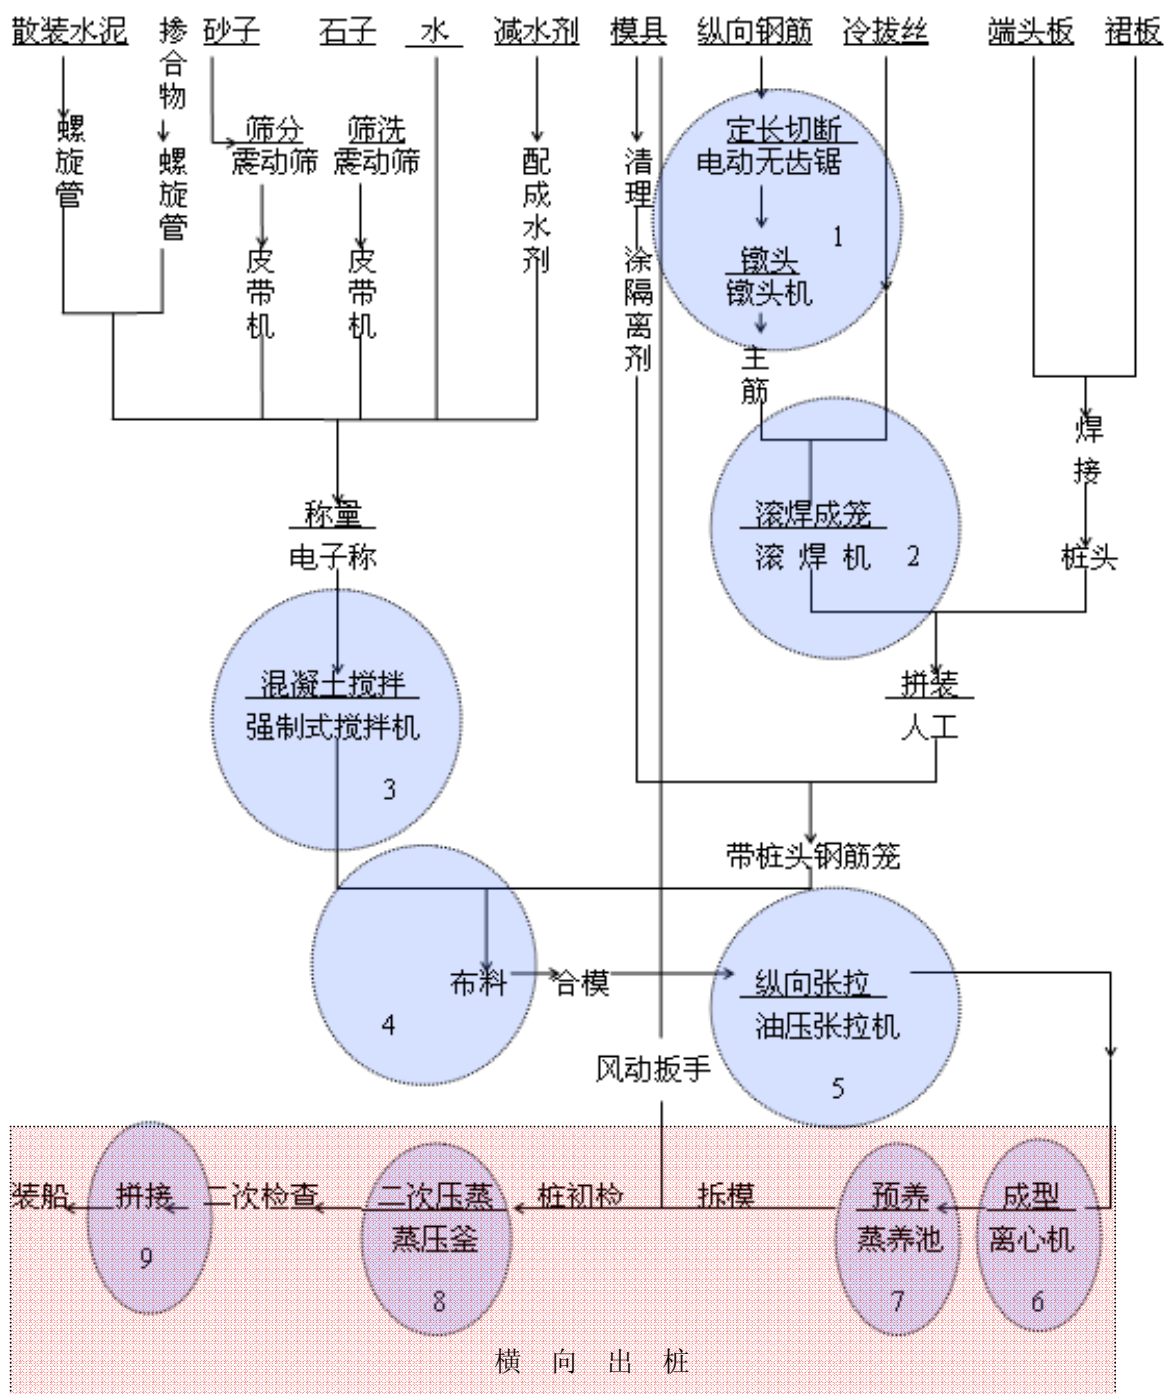 散装水泥
掺合物
砂子
石子
水
减水剂
模具
纵向钢筋
冷拔丝
端头板
裙板
螺旋管
螺旋管
筛分
震动筛
筛洗
震动筛
配成水剂
清理
定长切断
电动无齿锯
1
皮带机
皮带机
涂隔离剂
镦头
镦头机
主筋
焊接
称量
电子称
滚焊成笼
滚焊机
2
桩头
混凝土搅拌
强制式搅拌机
3
拼装
人工
带桩头钢筋笼
布料
合模
4
纵向张拉
油压张拉机
5
风动扳手
装船
拼接
9
二次检查
二次压蒸
蒸压釜
8
桩初检
拆模
预养
蒸养池
7
成型
离心机
6
横向出桩